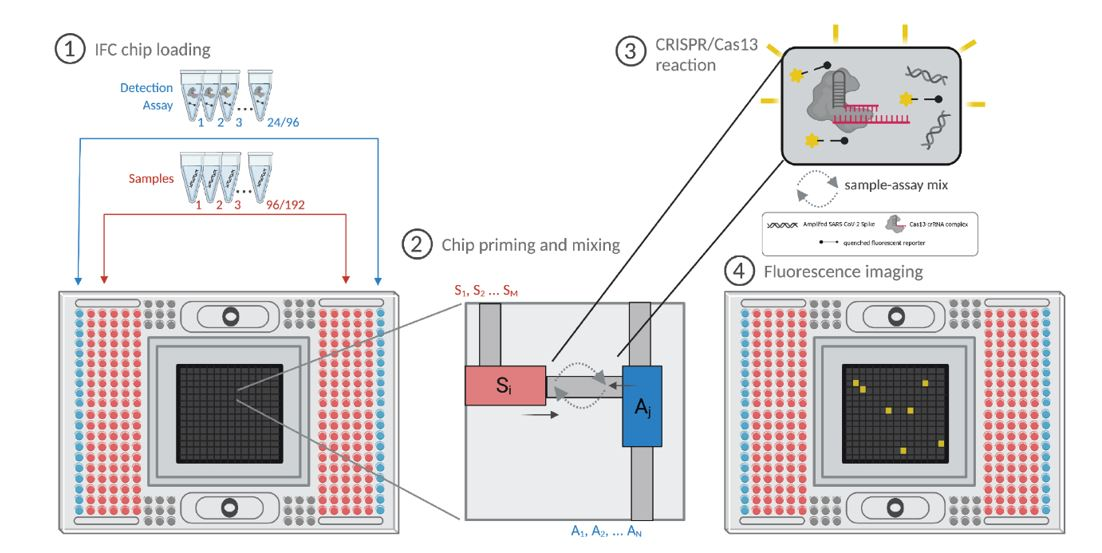 1 IFC chip loading
Detection
Assay
1 2 3 ... 24/96
Samples
1 2 3 ... 96/192
2 Chip priming and mixing
S1, S2 ... SM
Si
Aj
A1, A2, ... AN
3 CRISPR/Cas13
reaction
sample-assay mix
Amplifed SARS-CoV-2 Spike
Cas13 crRNA complex
quenched fluorescent reporter
4 Fluorescence imaging